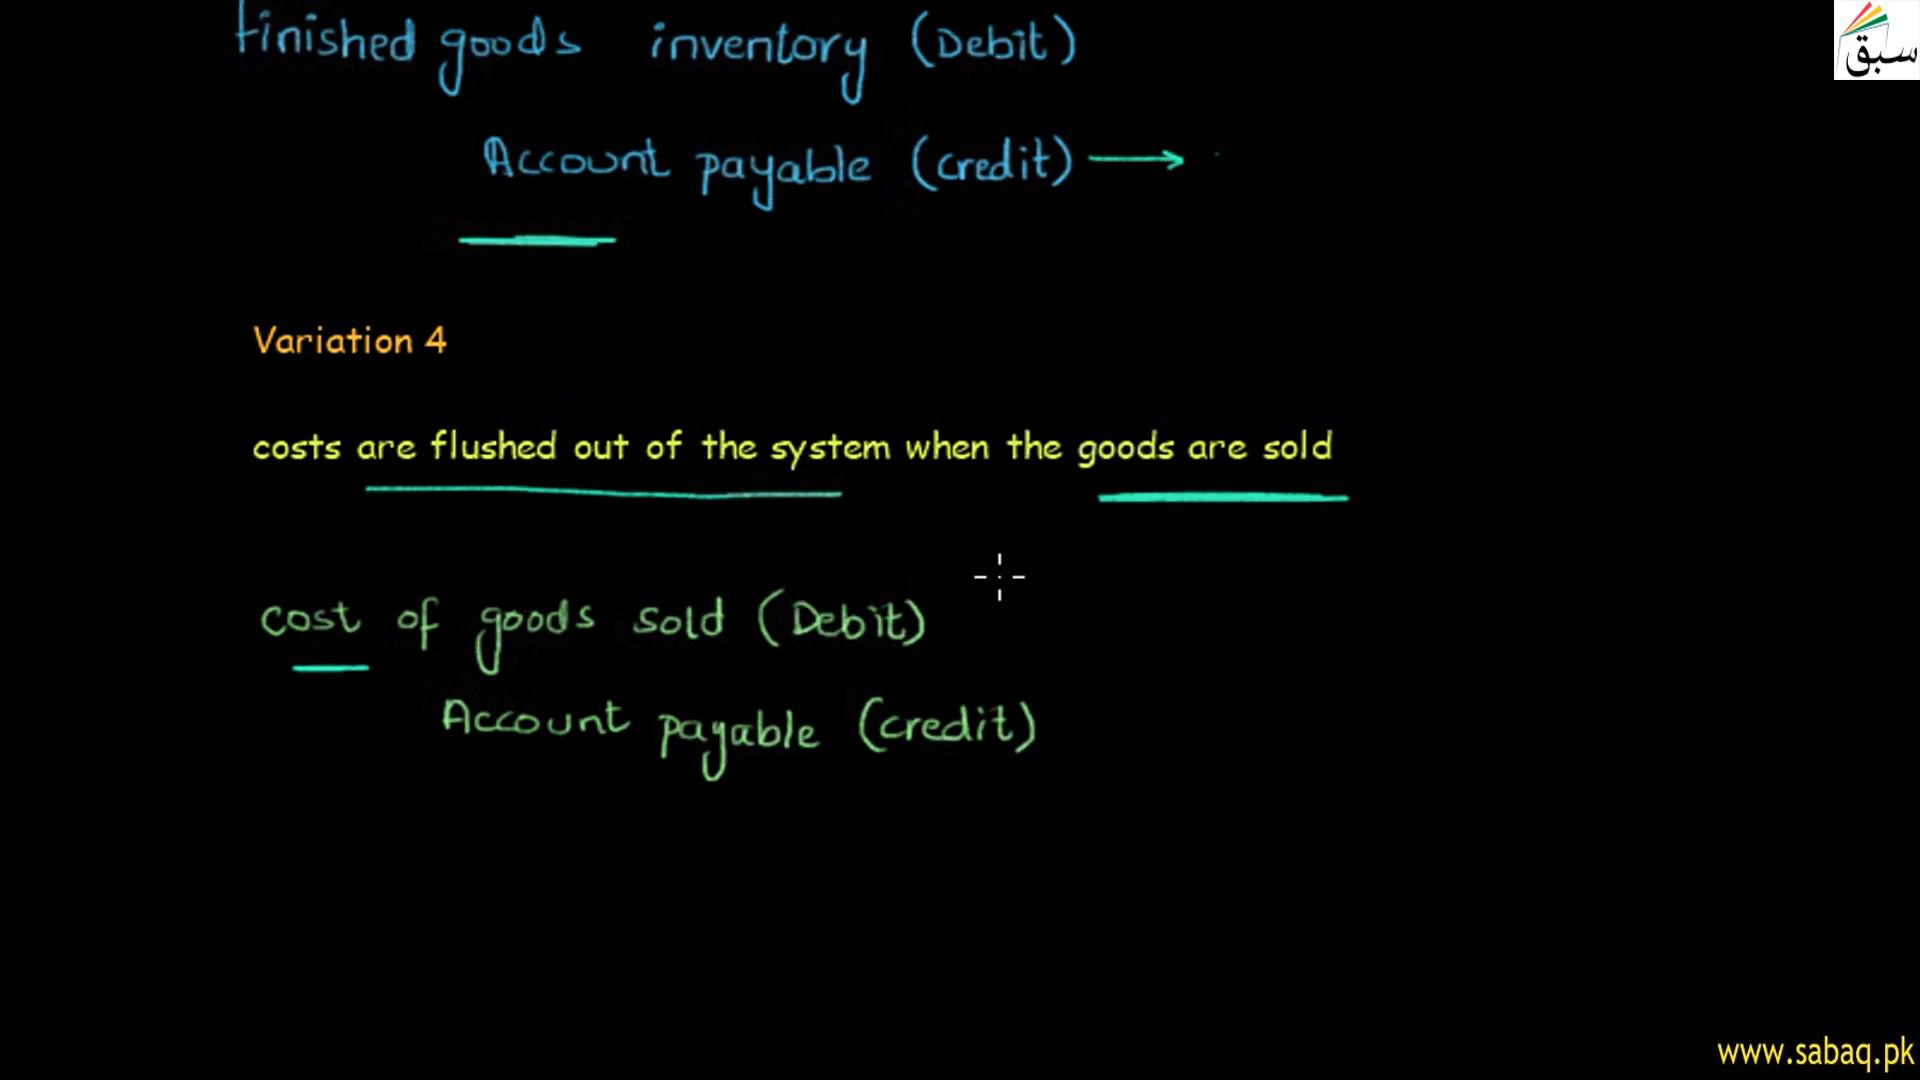 Finished goods inventory (Debit)
سبق
Account payable (credit)
Variation 4
costs are flushed out of the system when the goods are sold
cost of goods sold (Debit)
Account payable (credit)
www.sabaq.pk